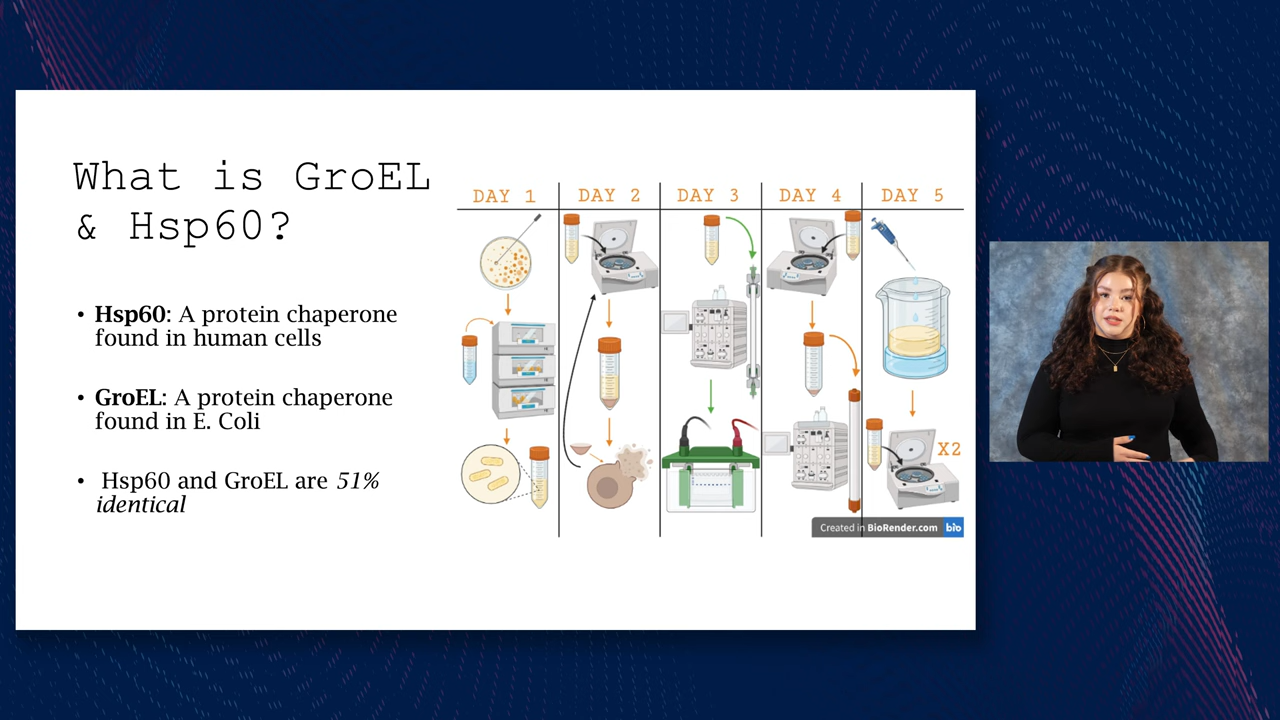 What is GroEL
& Hsp60?
• Hsp60: A protein chaperone
found in human cells
• GroEL: A protein chaperone
found in E. Coli
• Hsp60 and GroEL are 51%
identical
DAY 1 DAY 2 DAY 3 DAY 4 DAY 5
X2
Created in BioRender.com bio